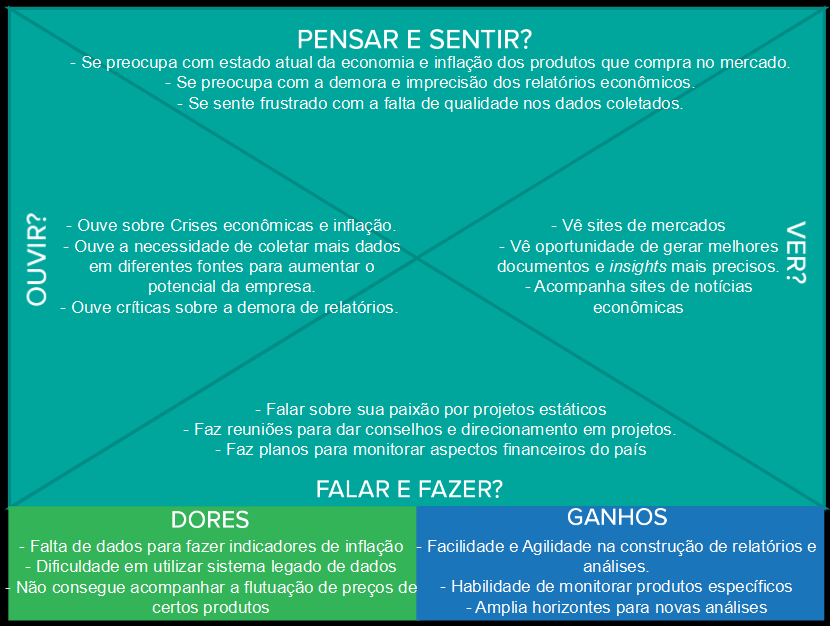 PENSAR E SENTIR?
- Se preocupa com estado atual da economia e inflação dos produtos que compra no mercado.
- Se preocupa com a demora e imprecisão dos relatórios econômicos.
- Se sente frustrado com a falta de qualidade nos dados coletados.
OUVIR?
- Ouve sobre Crises econômicas e inflação.
- Ouve a necessidade de coletar mais dados
em diferentes fontes para aumentar o
potencial da empresa.
- Ouve críticas sobre a demora de relatórios.
- Vê sites de mercados
- Vê oportunidade de gerar melhores
documentos e insights mais precisos.
- Acompanha sites de notícias
econômicas
VER?
- Falar sobre sua paixão por projetos estáticos
- Faz reuniões para dar conselhos e direcionamento em projetos.
- Faz planos para monitorar aspectos financeiros do país
FALAR E FAZER?
DORES
- Falta de dados para fazer indicadores de inflação
- Dificuldade em utilizar sistema legado de dados
- Não consegue acompanhar a flutuação de preços de
certos produtos
GANHOS
- Facilidade e Agilidade na construção de relatórios e
análises.
- Habilidade de monitorar produtos específicos
- Amplia horizontes para novas análises